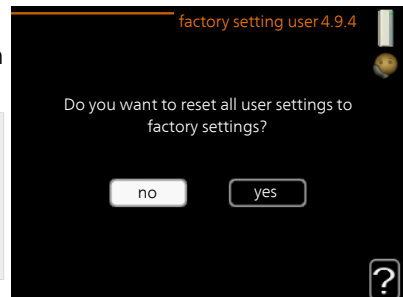 factory setting user 4.9.4
Do you want to reset all user settings to
factory settings?
no
yes
?